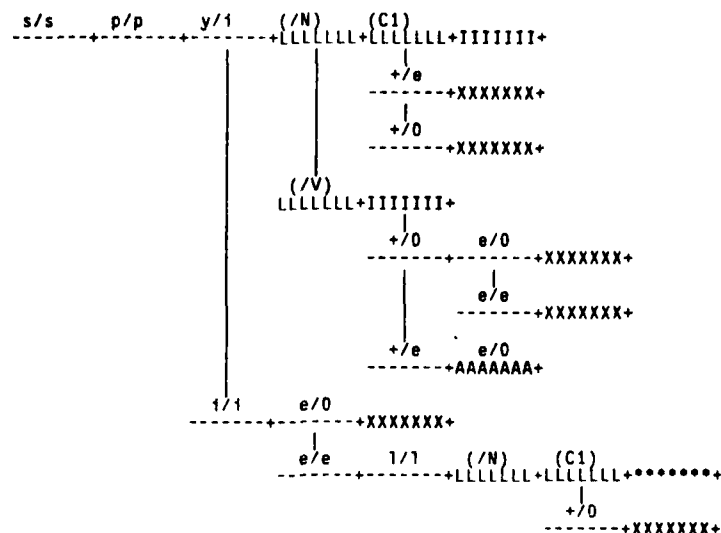 s/s p/p y/i (/N) (C1)
-------+-------+-------+LLLLLLL+LLLLLLL+IIIIIII+
+/e
-------+XXXXXXX+
+/0
-------+XXXXXXX+
(/V)
LLLLLLL+IIIIIII+
+/0 e/0
-------+-------+XXXXXXX+
e/e
-------+XXXXXXX+
+/e e/0
-------+AAAAAAA+
i/i e/0
-------+-------+XXXXXXX+
e/e l/l (/N) (C1)
-------+-------+LLLLLLL+LLLLLLL+*******+
+/0
-------+XXXXXXX+